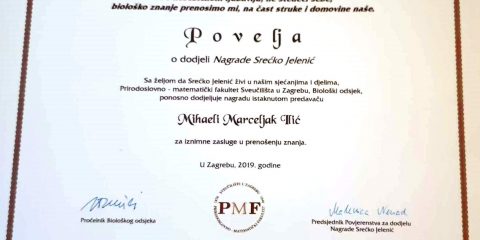 biološko znanje prenosimo mi, na čast struke i domovine naše.
Povelja
o dodjeli Nagrade Srećko Jelenić
Sa željom da Srećko Jelenić živi u našim sjećanjima i djelima,
Prirodoslovno - matematički fakultet Sveučilišta u Zagrebu, Biološki odsjek,
ponosno dodjeljuje nagradu istaknutom predavaču
Mihaeli Marceljak Ilić
za iznimne zasluge u prenošenju znanja.
U Zagrebu, 2019. godine
PMF
Pročelnik Biološkog odsjeka
Predsjednik Povjerenstva za dodjelu
Nagrade Srećko Jelenić